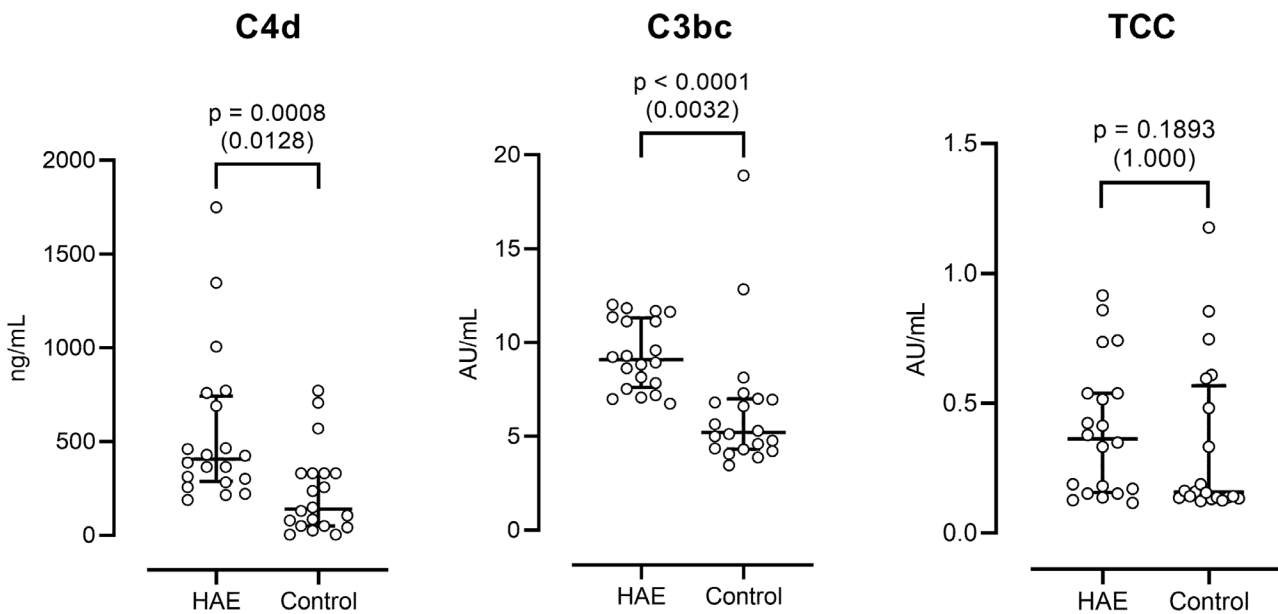 C4d
p = 0.0008
(0.0128)
2000
1500
1000
500
0
ng/mL
HAE
Control
C3bc
p < 0.0001
(0.0032)
20
15
10
5
0
AU/mL
HAE
Control
TCC
p = 0.1893
(1.000)
1.5
1.0
0.5
0.0
AU/mL
HAE
Control